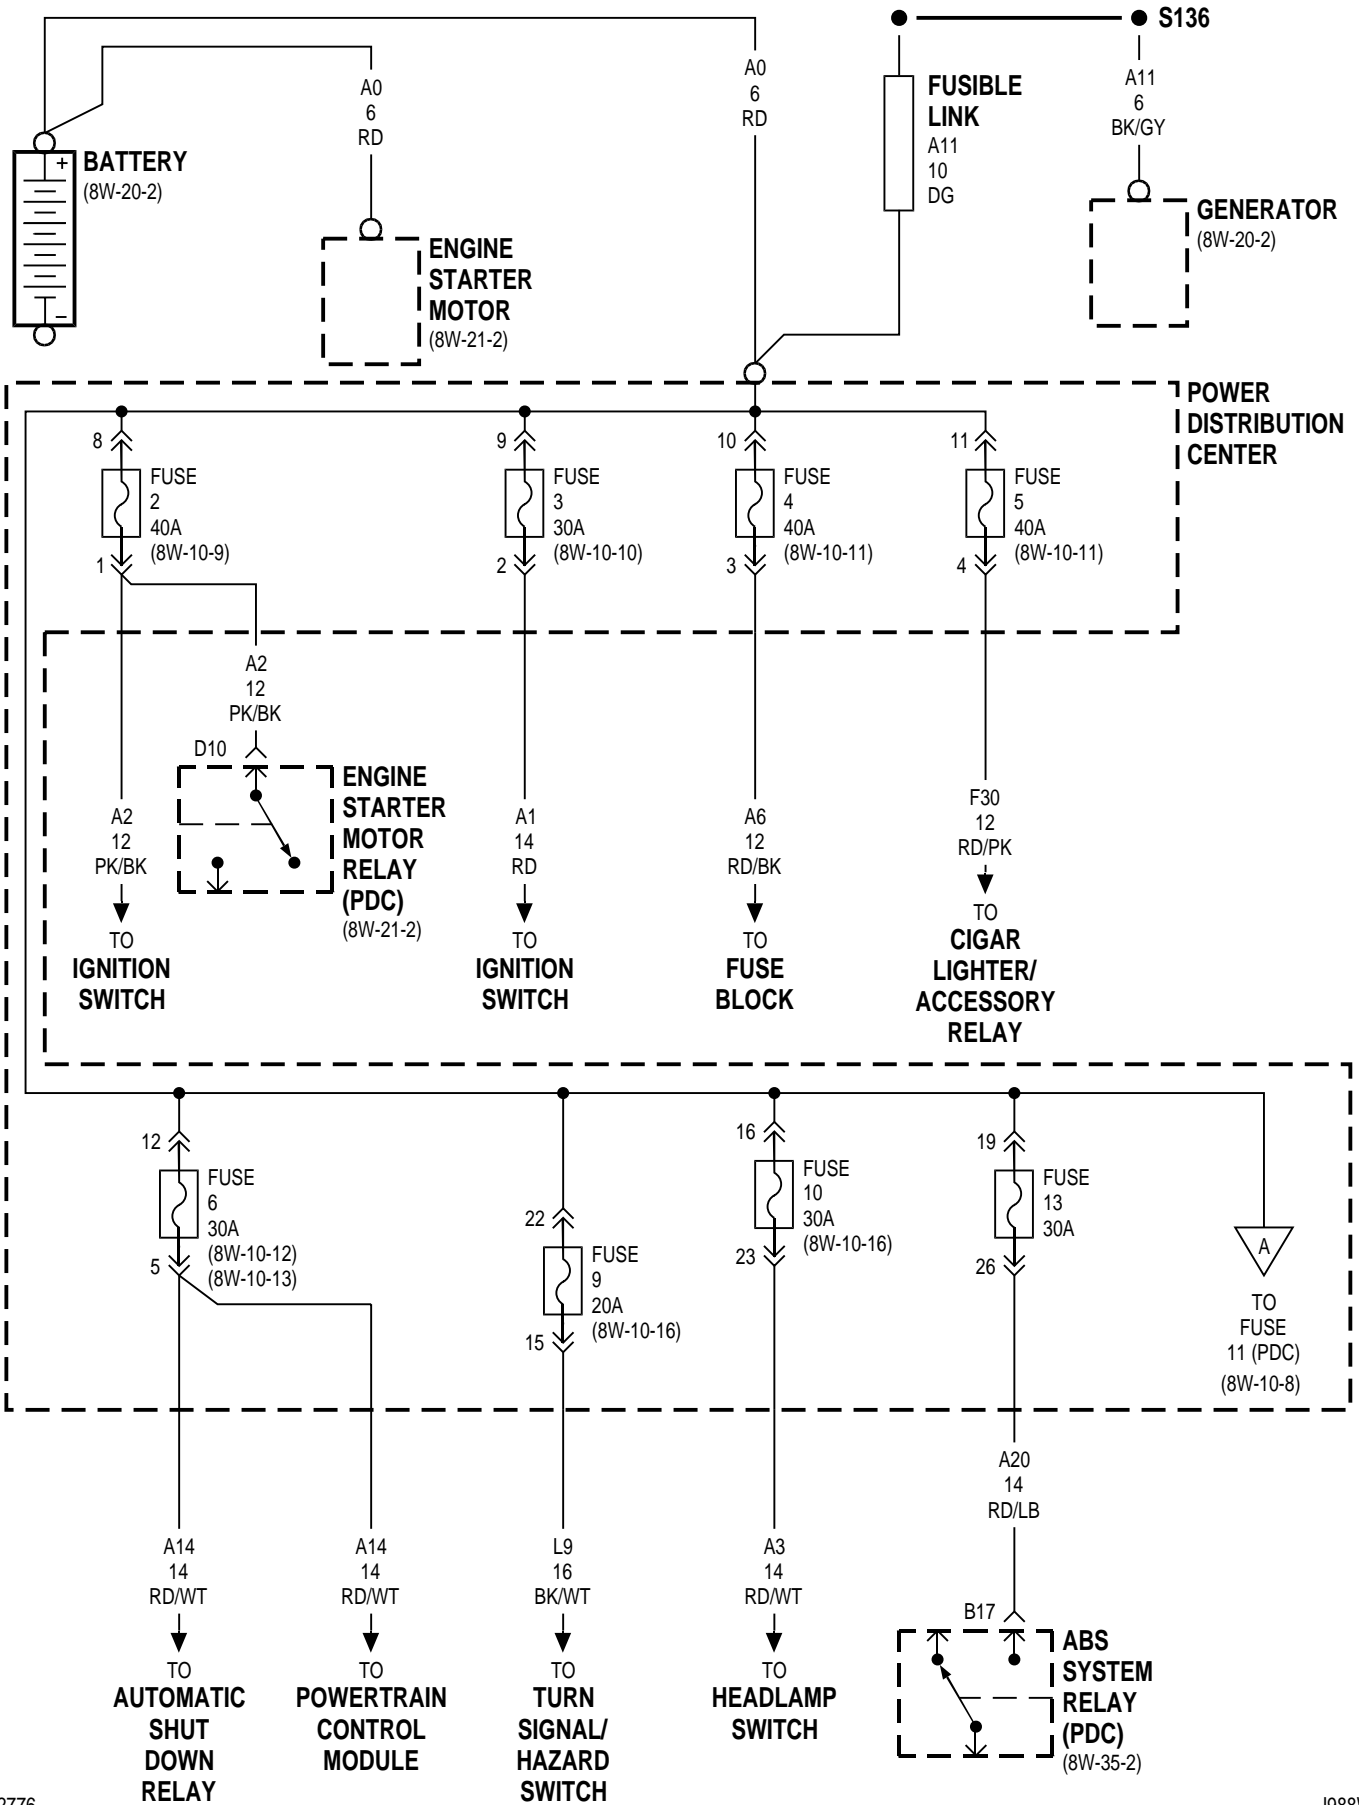 S136
A0
6
RD
A0
6
RD
FUSIBLE
LINK
A11
10
DG
A11
6
BK/GY
+
BATTERY
(8W-20-2)
–
ENGINE
STARTER
MOTOR
(8W-21-2)
GENERATOR
(8W-20-2)
POWER
DISTRIBUTION
CENTER
8
FUSE
2
40A
(8W-10-9)
1
9
FUSE
3
30A
(8W-10-10)
2
10
FUSE
4
40A
(8W-10-11)
3
11
FUSE
5
40A
(8W-10-11)
4
A2
12
PK/BK
D10
ENGINE
STARTER
MOTOR
RELAY
(PDC)
(8W-21-2)
A2
12
PK/BK
TO
IGNITION
SWITCH
A1
14
RD
TO
IGNITION
SWITCH
A6
12
RD/BK
TO
FUSE
BLOCK
F30
12
RD/PK
TO
CIGAR
LIGHTER/
ACCESSORY
RELAY
12
FUSE
6
30A
(8W-10-12)
(8W-10-13)
5
22
FUSE
9
20A
(8W-10-16)
15
16
FUSE
10
30A
(8W-10-16)
23
19
FUSE
13
30A
26
A
TO
FUSE
11 (PDC)
(8W-10-8)
A14
14
RD/WT
TO
AUTOMATIC
SHUT
DOWN
RELAY
A14
14
RD/WT
TO
POWERTRAIN
CONTROL
MODULE
L9
16
BK/WT
TO
TURN
SIGNAL/
HAZARD
SWITCH
A3
14
RD/WT
TO
HEADLAMP
SWITCH
A20
14
RD/LB
B17
ABS
SYSTEM
RELAY
(PDC)
(8W-35-2)